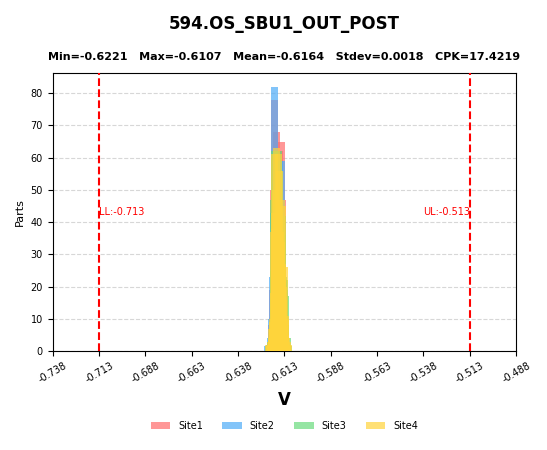 594.OS_SBU1_OUT_POST
Min=-0.6221 Max=-0.6107 Mean=-0.6164 Stdev=0.0018 CPK=17.4219
Parts
80
70
60
50
40
30
20
10
0
LL:-0.713
UL:-0.513
-0.738 -0.713 -0.688 -0.663 -0.638 -0.613 -0.588 -0.563 -0.538 -0.513 -0.488
V
Site1 Site2 Site3 Site4